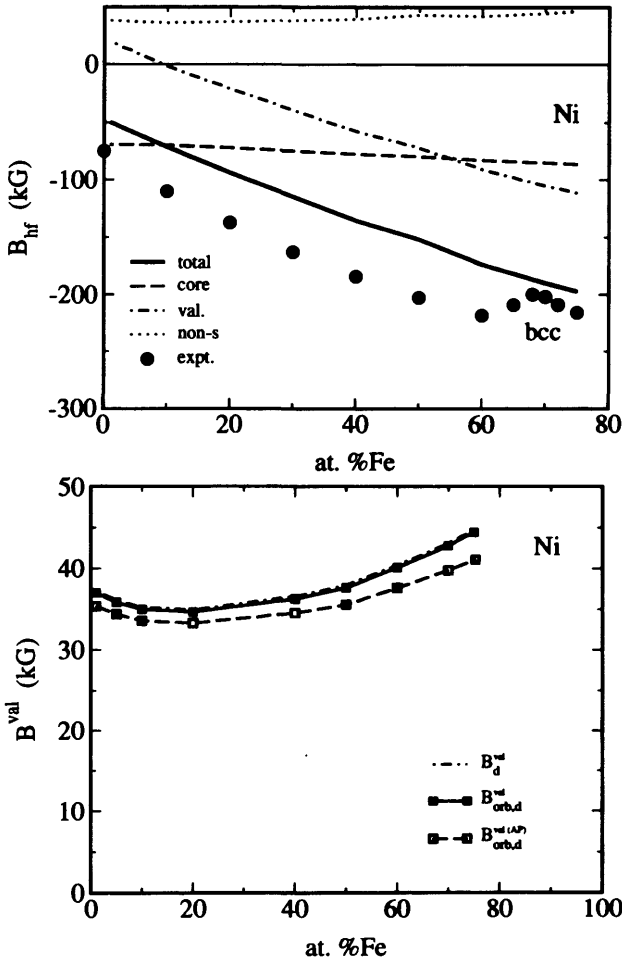 0
-100
-200
-300
B_hf (kG)
Ni
total
core
val.
non-s
expt.
bcc
0 20 40 60 80
at. %Fe
50
40
30
20
10
0
B^val (kG)
Ni
B_d^val
B_orb,d^val
B_orb,d^val (AP)
0 20 40 60 80 100
at. %Fe